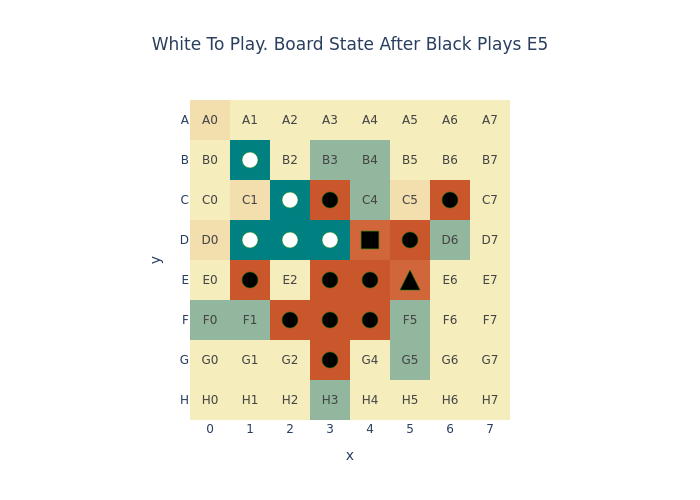 White To Play. Board State After Black Plays E5
A A0 A1 A2 A3 A4 A5 A6 A7
B B0 B2 B3 B4 B5 B6 B7
C C0 C1 C4 C5 C7
D D0 D6 D7
E E0 E2 E6 E7
F F0 F1 F5 F6 F7
G G0 G1 G2 G4 G5 G6 G7
H H0 H1 H2 H3 H4 H5 H6 H7
0 1 2 3 4 5 6 7
x
y